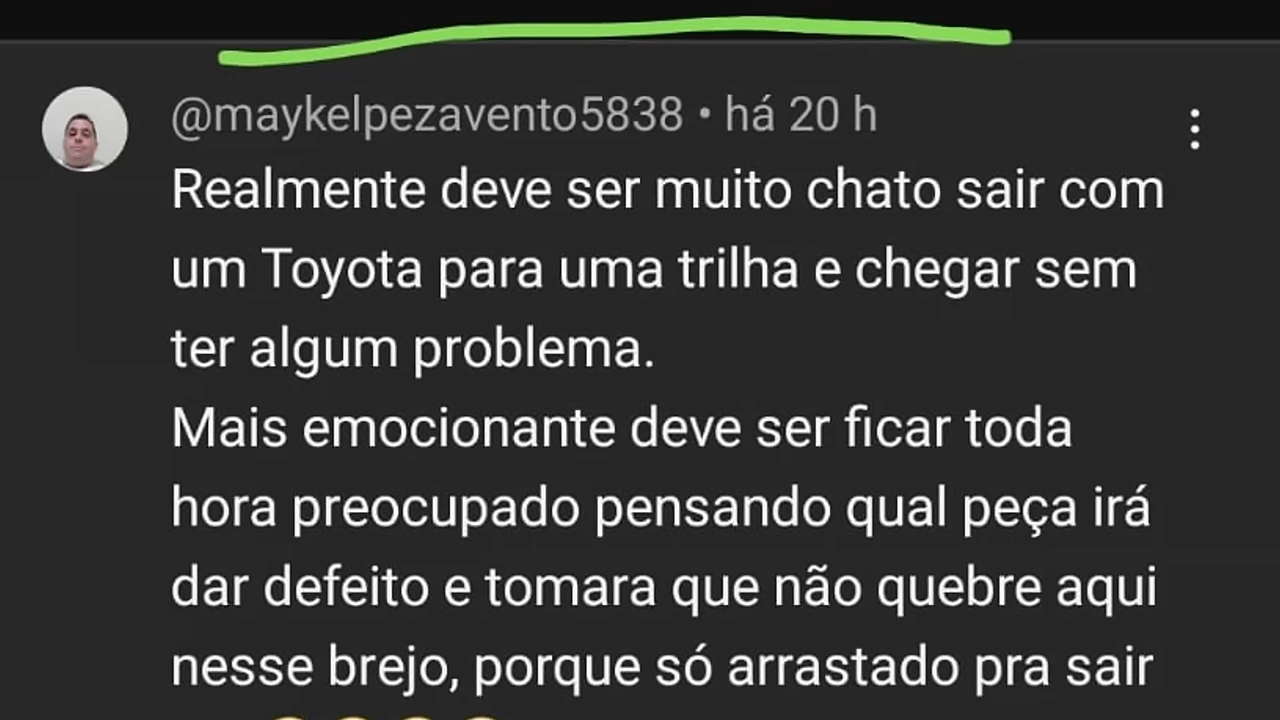 @maykelpezavento5838 • há 20 h
Realmente deve ser muito chato sair com
um Toyota para uma trilha e chegar sem
ter algum problema.
Mais emocionante deve ser ficar toda
hora preocupado pensando qual peça irá
dar defeito e tomara que não quebre aqui
nesse brejo, porque só arrastado pra sair